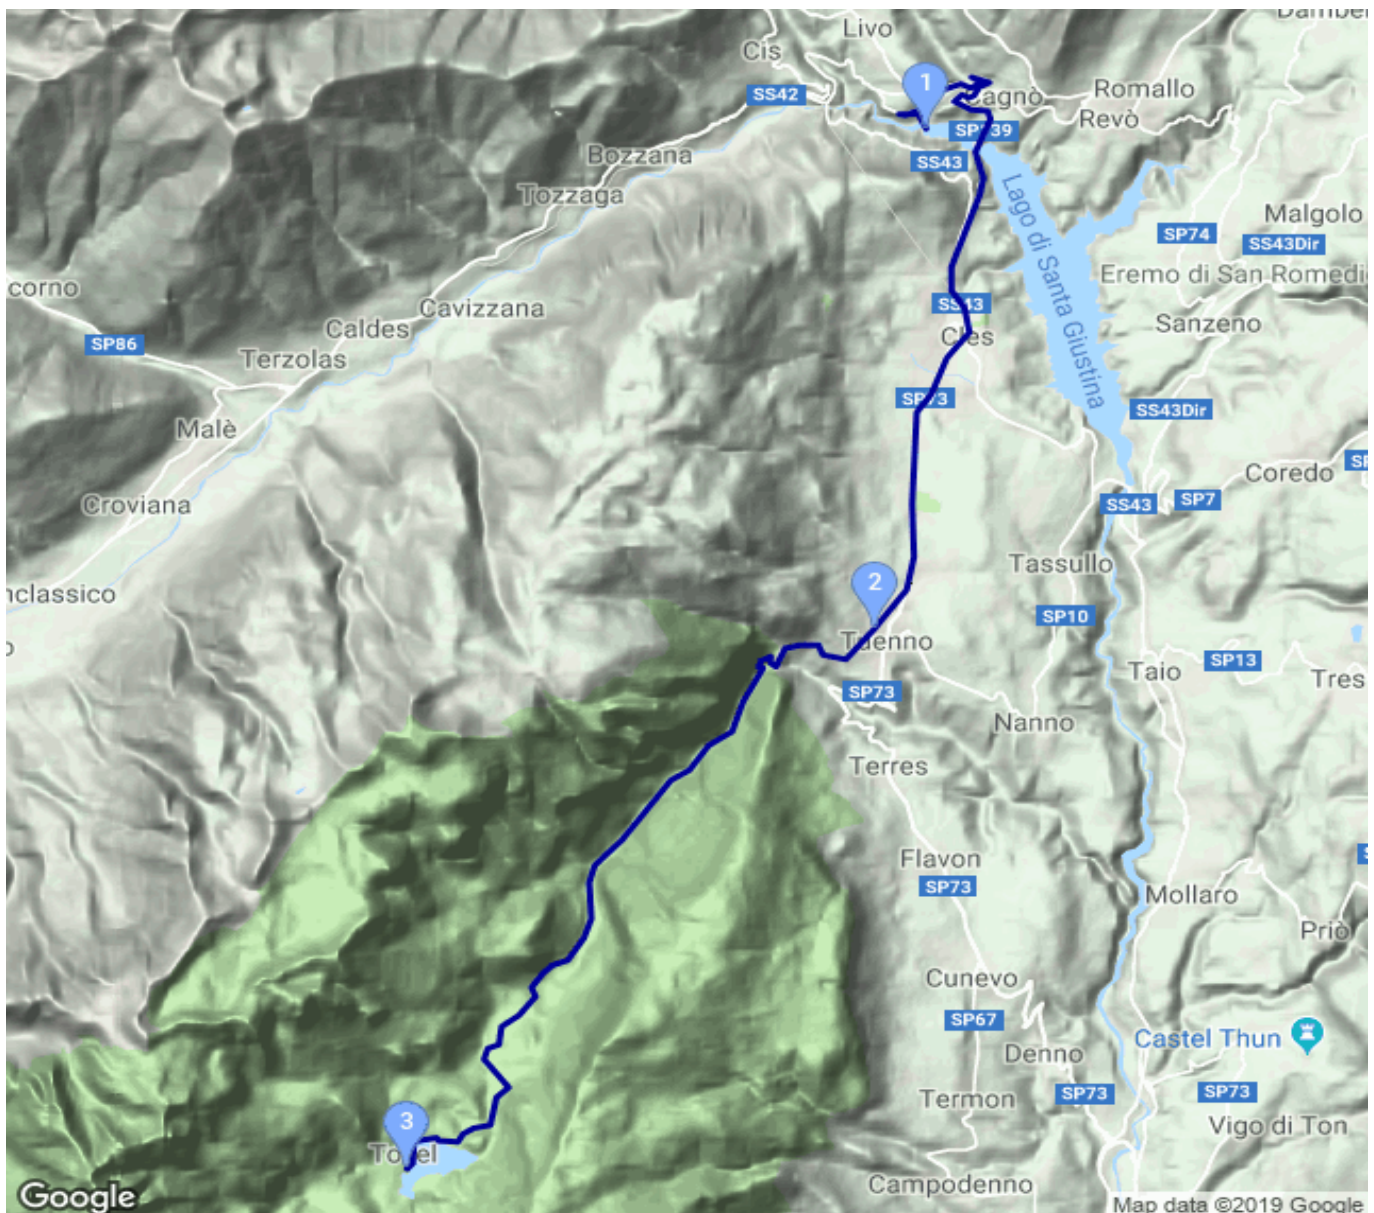 Livo
Cis
1
SS42
Cagnò
Romallo
Revò
SS43
Bozzana
Tozzaga
Lago di Santa Giustina
Malgolo
SP74
SS43Dir
corno
Cavizzana
SS43
Eremo di San Romedi
Caldes
SP86
Terzolas
Cles
Sanzeno
SP73
SS43Dir
Malè
Croviana
SS43
SP7
Coredo
nclassico
2
Tassullo
SP10
Tuenno
SP13
Taio
Tres
SP73
Nanno
Terres
Flavon
SP73
Mollaro
Priò
Cunevo
SP67
Castel Thun
Denno
SP73
SP73
Termon
Vigo di Ton
3
Tovel
Campodenno
Google
Map data ©2019 Google